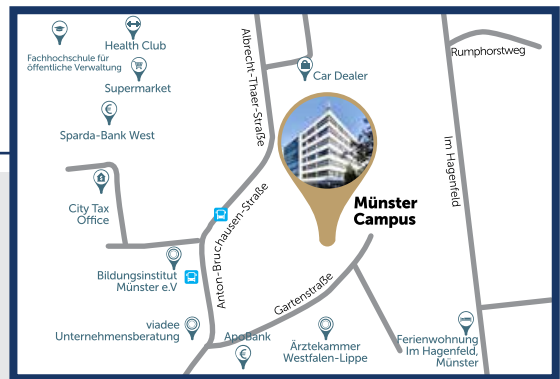 Health Club
Fachhochschule für
öffentliche Verwaltung
Supermarket
Sparda-Bank West
Albrecht-Thaer-Straße
Car Dealer
Rumphorstweg
Im Hagenfeld
Münster
Campus
City Tax
Office
Anton-Bruchausen-Straße
Bildungsinstitut
Münster e.V
Gartenstraße
viadee
Unternehmensberatung
ApoBank
Ärztekammer
Westfalen-Lippe
Ferienwohnung
Im Hagenfeld,
Münster